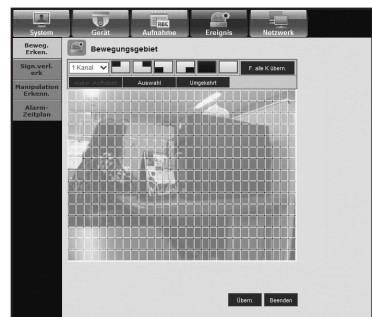 System Gerät Aufnahme Ereignis Netzwerk
REC
Beweg. Erken.
Sign.verl. erk
Manipulation Erkenn.
Alarm-Zeitplan
Bewegungsgebiet
1 Kanal F. alle K übern.
Auswahl Umgekehrt
Übern Beenden